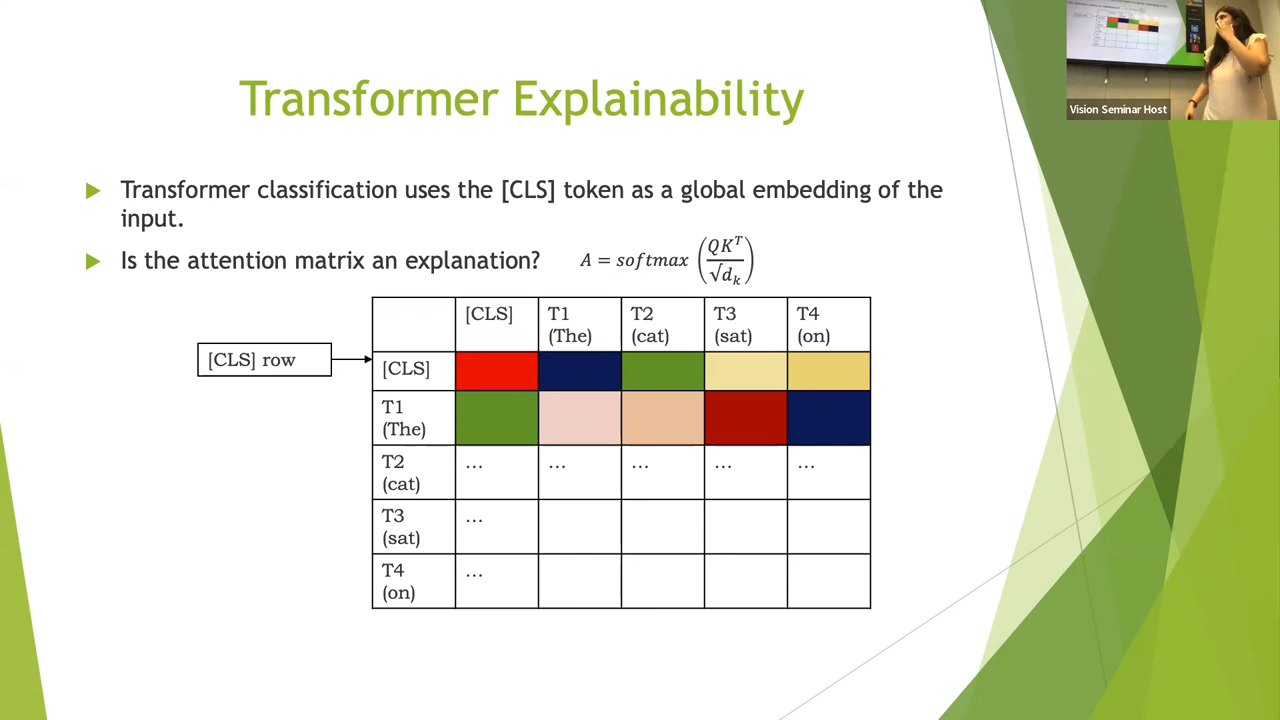 Transformer Explainability
Vision Seminar Host
Transformer classification uses the [CLS] token as a global embedding of the
input.
Is the attention matrix an explanation? A = softmax (QK^T / √d_k)
[CLS] T1 T2 T3 T4
(The) (cat) (sat) (on)
[CLS] row
[CLS]
T1
(The)
T2 ... ... ... ... ...
(cat)
T3 ...
(sat)
T4 ...
(on)